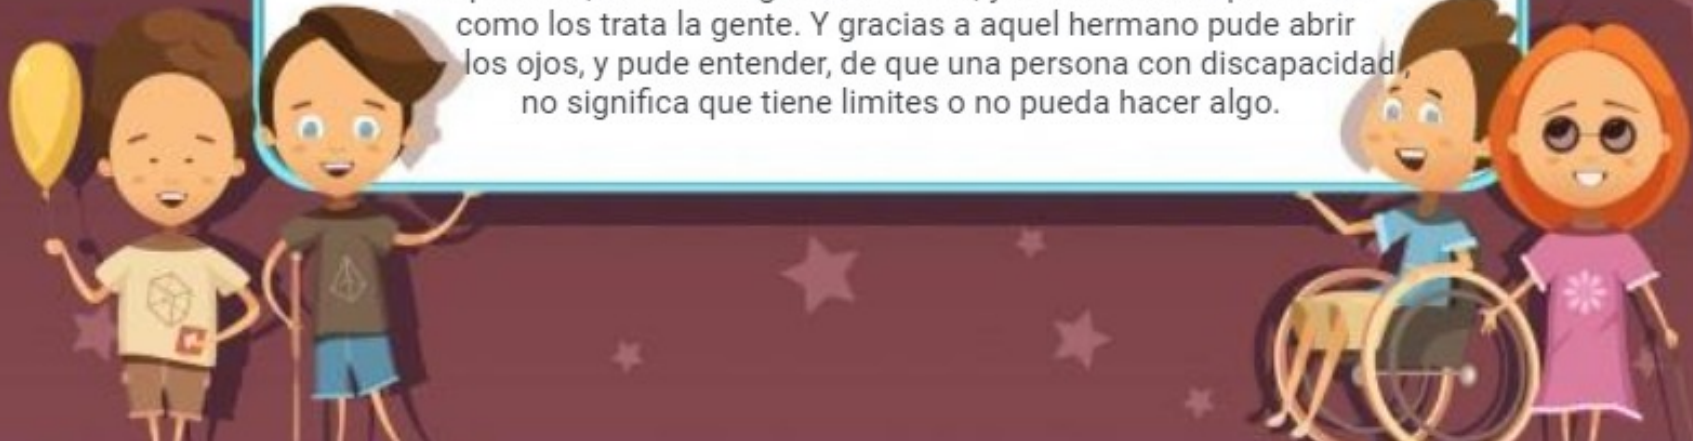 como los trata la gente. Y gracias a aquel hermano pude abrir
los ojos, y pude entender, de que una persona con discapacidad,
no significa que tiene limites o no pueda hacer algo.